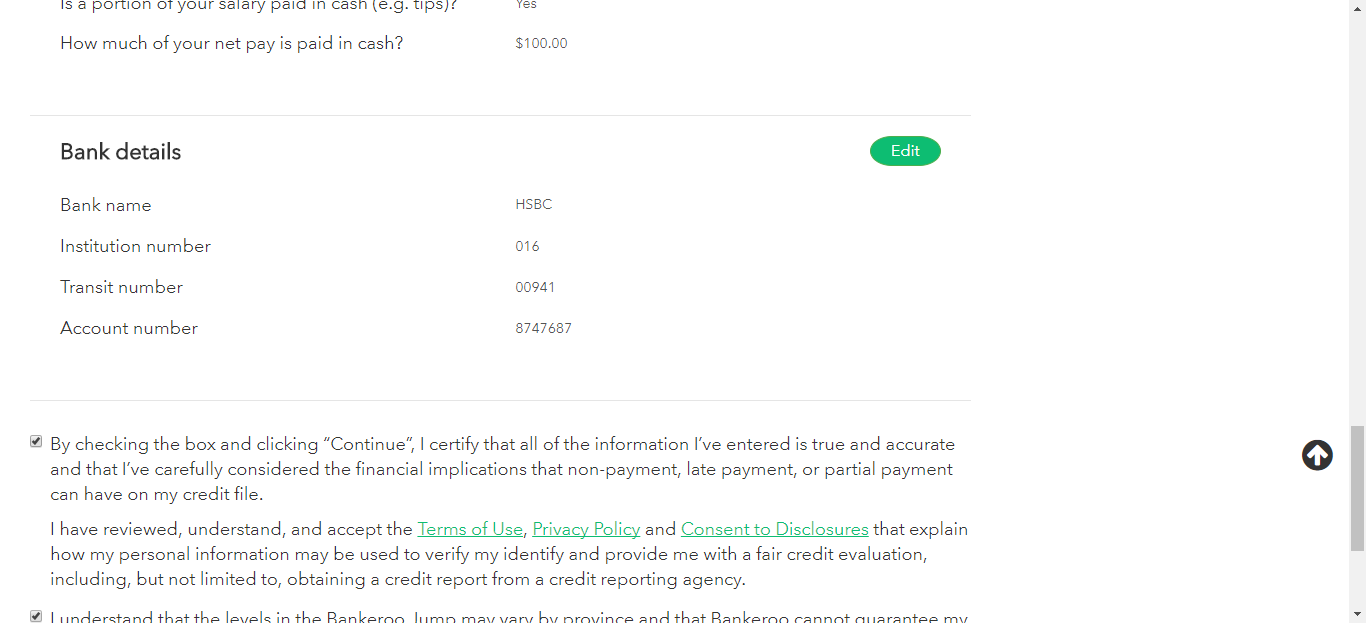 Is a portion of your salary paid in cash (e.g. tips)? Yes
How much of your net pay is paid in cash? $100.00
Bank details Edit
Bank name HSBC
Institution number 016
Transit number 00941
Account number 8747687
By checking the box and clicking “Continue”, I certify that all of the information I’ve entered is true and accurate
and that I’ve carefully considered the financial implications that non-payment, late payment, or partial payment
can have on my credit file.
I have reviewed, understand, and accept the Terms of Use, Privacy Policy and Consent to Disclosures that explain
how my personal information may be used to verify my identify and provide me with a fair credit evaluation,
including, but not limited to, obtaining a credit report from a credit reporting agency.
I understand that the levels in the Bankeroo Jump may vary by province and that Bankeroo cannot guarantee my